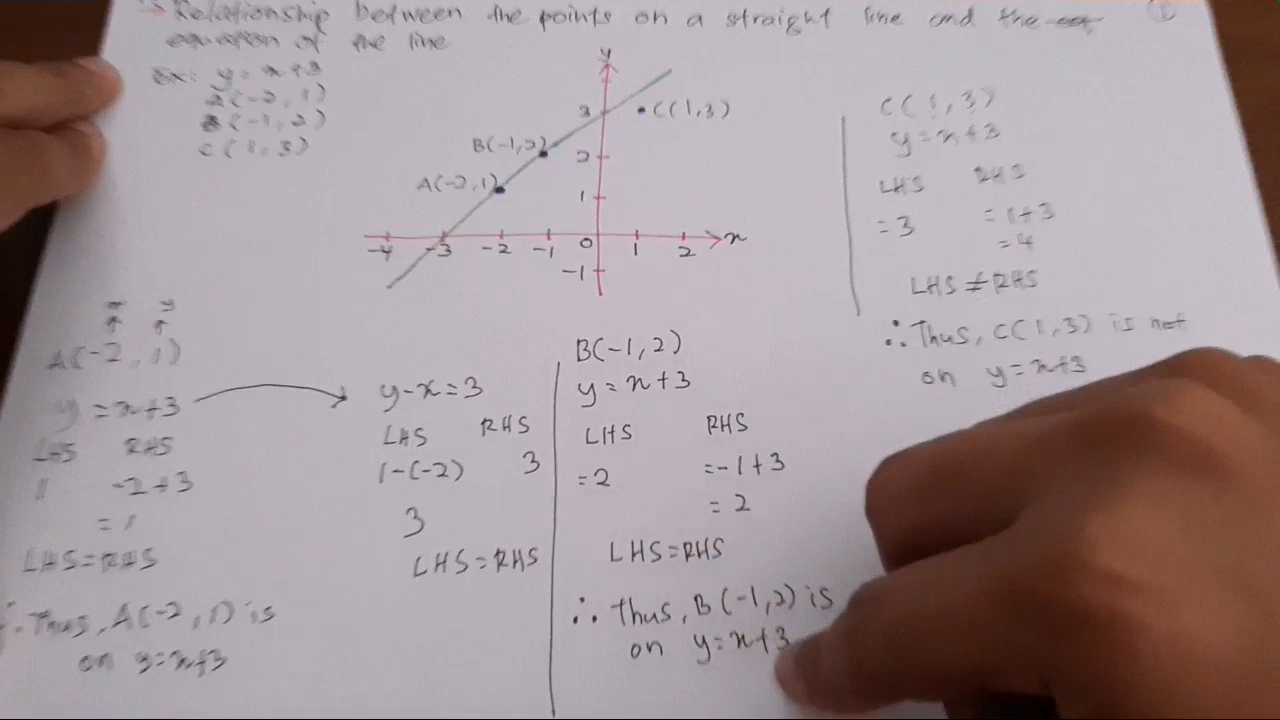 Relationship between the points on a straight line and the
equation of the line
Ex: y = x+3
A(-2, 1)
B(-1, 2)
C(1, 3)
y
3
C(1,3)
B(-1,2)
2
A(-2,1)
1
-4 -3 -2 -1 0 1 2 x
-1
x y
A(-2, 1)
y = x+3
LHS RHS
1 -2+3
= 1
LHS=RHS
∴ Thus, A(-2, 1) is
on y=x+3
y-x=3
LHS RHS
1-(-2) 3
3
LHS=RHS
B(-1,2)
y = x+3
LHS RHS
=2 =-1+3
= 2
LHS=RHS
∴ thus, B(-1,2) is
on y=x+3
C(1,3)
y=x+3
LHS RHS
=3 =1+3
=4
LHS≠RHS
∴ Thus, C(1,3) is not
on y=x+3